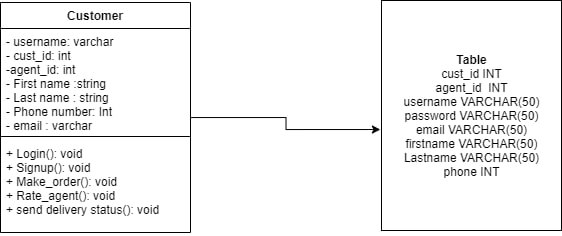 Customer
- username: varchar
- cust_id: int
-agent_id: int
- First name :string
- Last name : string
- Phone number: Int
- email : varchar
+ Login(): void
+ Signup(): void
+ Make_order(): void
+ Rate_agent(): void
+ send delivery status(): void
Table
cust_id INT
agent_id INT
username VARCHAR(50)
password VARCHAR(50)
email VARCHAR(50)
firstname VARCHAR(50)
Lastname VARCHAR(50)
phone INT